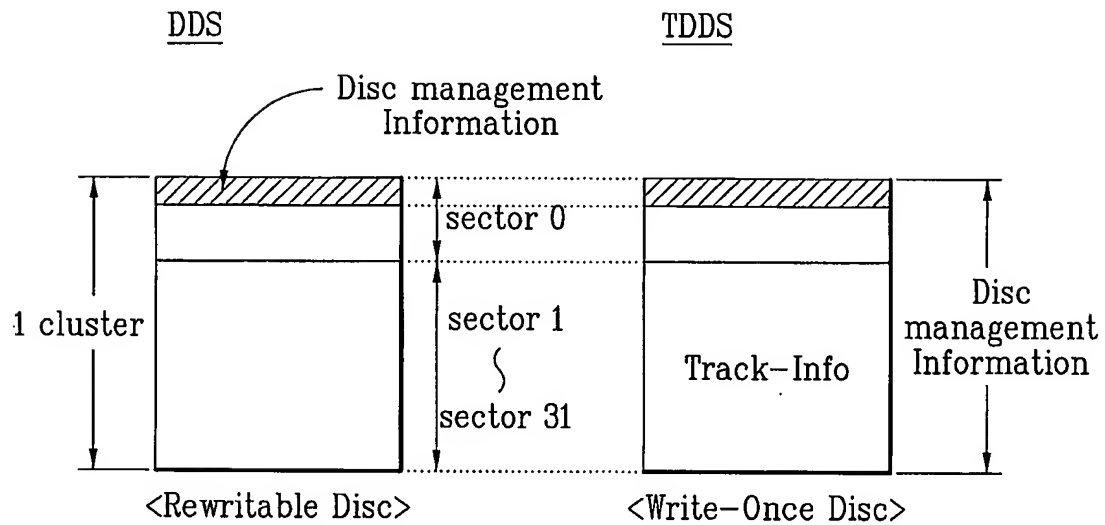 DDS
TDDS
Disc management
Information
sector 0
1 cluster
sector 1
sector 31
Track-Info
Disc
management
Information
<Rewritable Disc>
<Write-Once Disc>